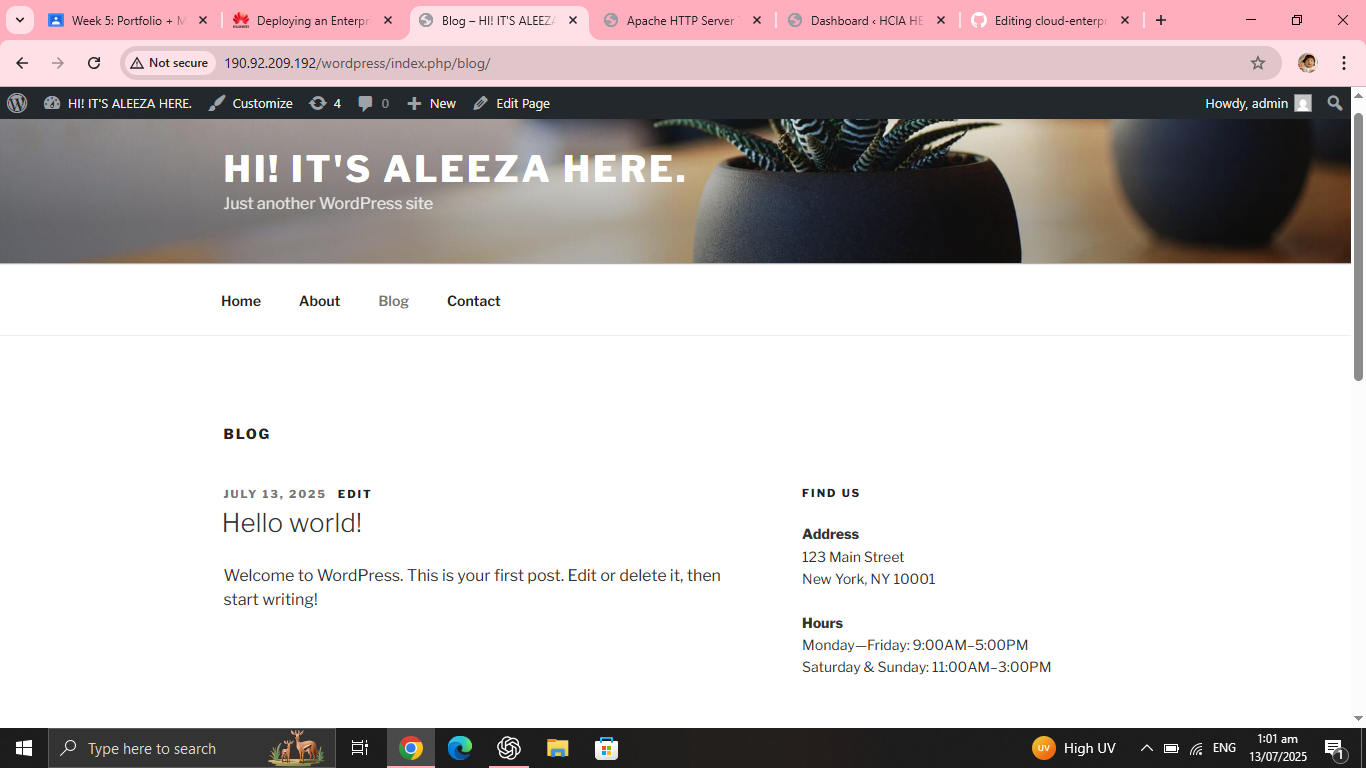 Week 5: Portfolio + M
Deploying an Enterpri
Blog – HI! IT'S ALEEZA
Apache HTTP Server
Dashboard ‹ HCIA HE
Editing cloud-enterpr
Not secure
190.92.209.192/wordpress/index.php/blog/
HI! IT'S ALEEZA HERE.
Customize
4
0
New
Edit Page
Howdy, admin
HI! IT'S ALEEZA HERE.
Just another WordPress site
Home
About
Blog
Contact
BLOG
JULY 13, 2025 EDIT
Hello world!
Welcome to WordPress. This is your first post. Edit or delete it, then
start writing!
FIND US
Address
123 Main Street
New York, NY 10001
Hours
Monday—Friday: 9:00AM–5:00PM
Saturday & Sunday: 11:00AM–3:00PM
Type here to search
UV
High UV
ENG
1:01 am
13/07/2025
1